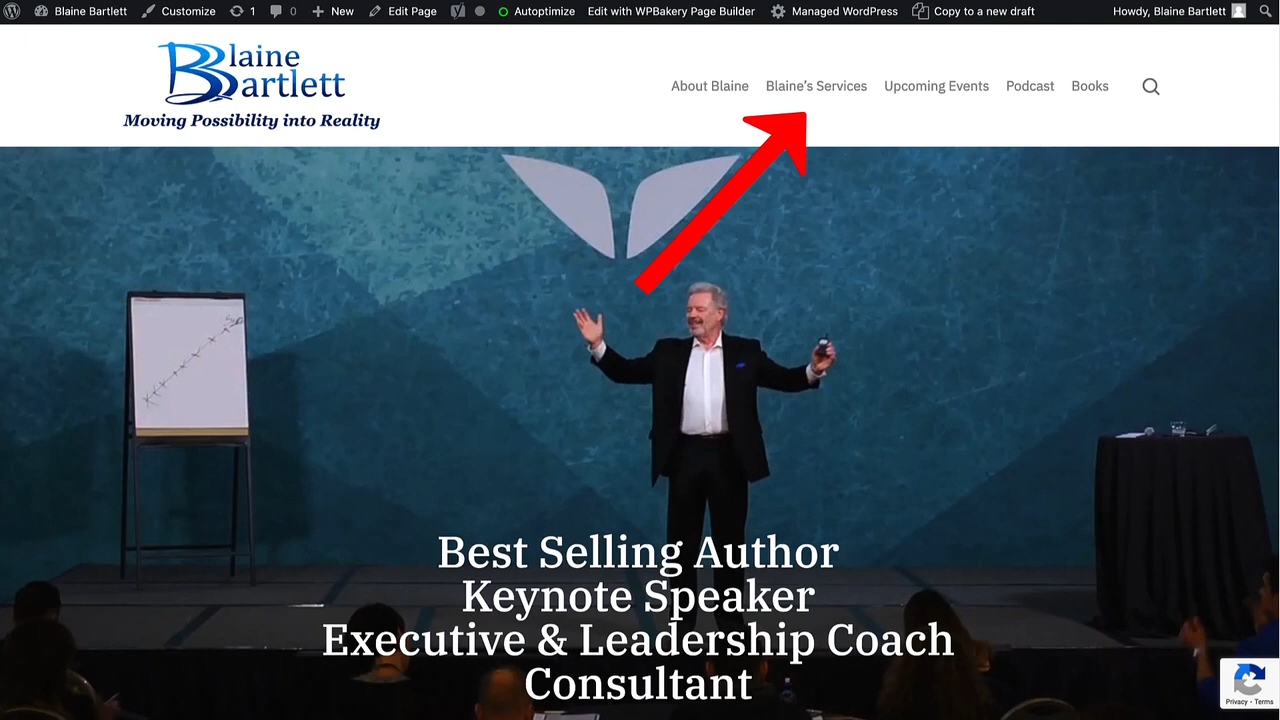 Blaine Bartlett Customize 1 0 New Edit Page Autoptimize Edit with WPBakery Page Builder Managed WordPress Copy to a new draft Howdy, Blaine Bartlett
Blaine
Bartlett
Moving Possibility into Reality
About Blaine Blaine’s Services Upcoming Events Podcast Books
Best Selling Author
Keynote Speaker
Executive & Leadership Coach
Consultant
Privacy - Terms